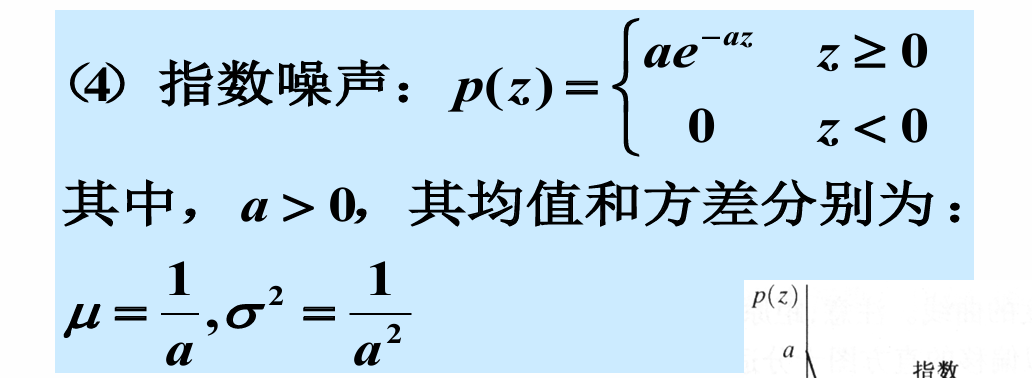 (4) 指数噪声：p(z) = { ae^{-az} z ≥ 0
0 z < 0
其中，a > 0，其均值和方差分别为：
μ = 1/a, σ² = 1/a²
p(z)
a
指数